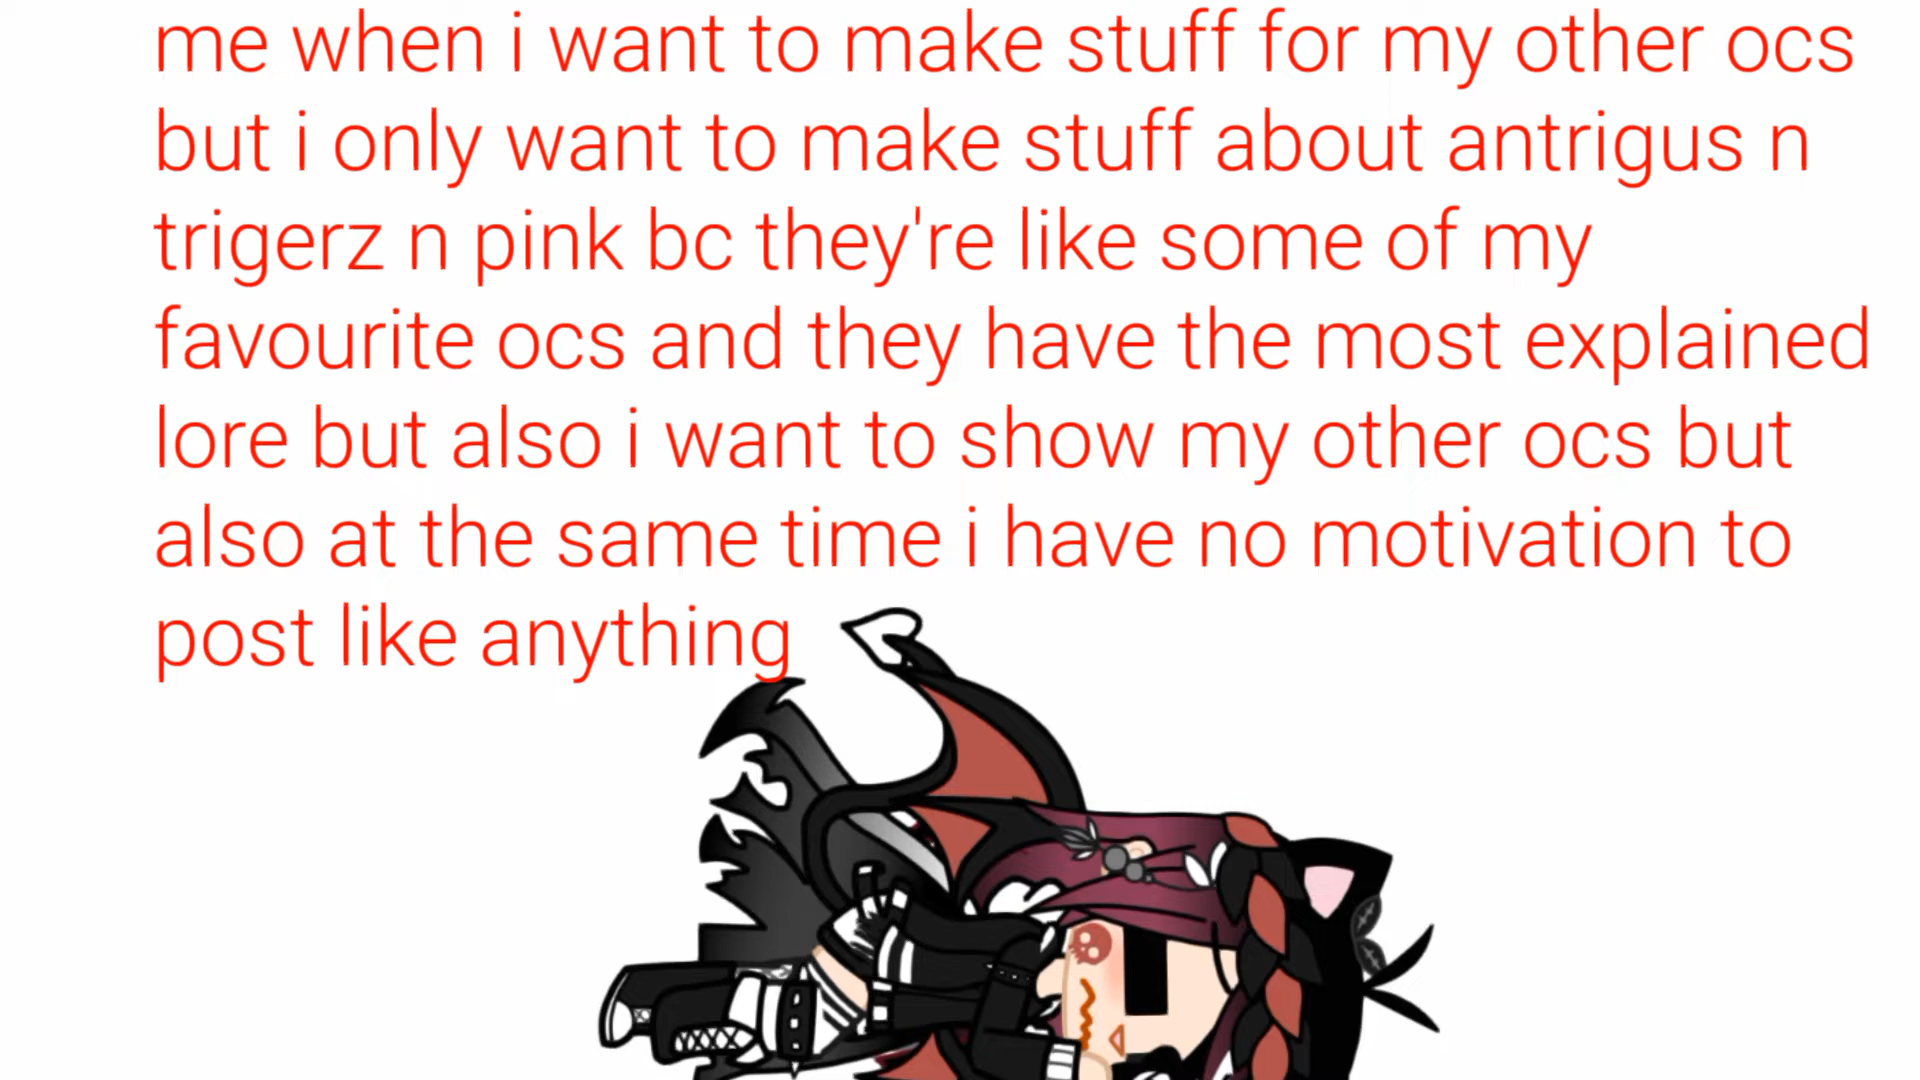 me when i want to make stuff for my other ocs
but i only want to make stuff about antrigus n
trigerz n pink bc they're like some of my
favourite ocs and they have the most explained
lore but also i want to show my other ocs but
also at the same time i have no motivation to
post like anything